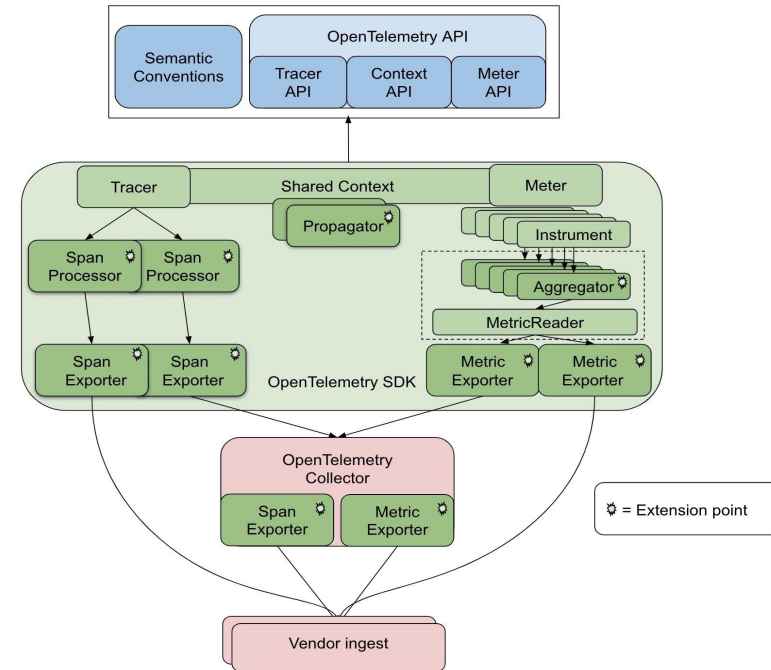 OpenTelemetry API
Semantic
Conventions
Tracer
API
Context
API
Meter
API
Tracer
Shared Context
Meter
Propagator
Instrument
Span
Processor
Span
Processor
Aggregator
MetricReader
Span
Exporter
Span
Exporter
OpenTelemetry SDK
Metric
Exporter
Metric
Exporter
OpenTelemetry
Collector
Span
Exporter
Metric
Exporter
= Extension point
Vendor ingest